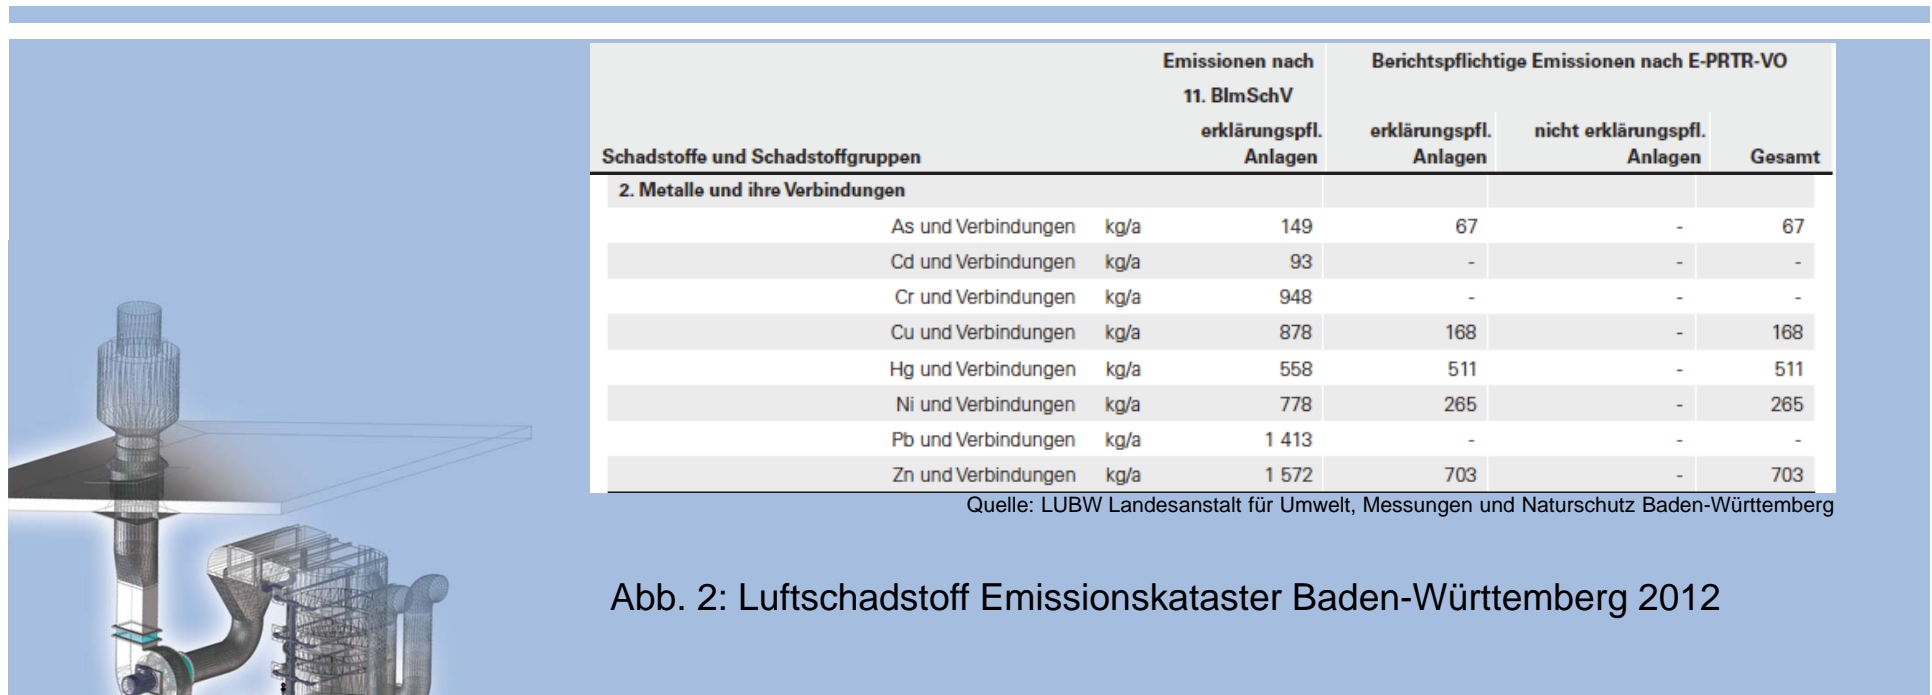 Emissionen nach Berichtspflichtige Emissionen nach E-PRTR-VO
11. BImSchV
erklärungspfl. erklärungspfl. nicht erklärungspfl.
Schadstoffe und Schadstoffgruppen Anlagen Anlagen Anlagen Gesamt
2. Metalle und ihre Verbindungen
As und Verbindungen kg/a 149 67 - 67
Cd und Verbindungen kg/a 93 - - -
Cr und Verbindungen kg/a 948 - - -
Cu und Verbindungen kg/a 878 168 - 168
Hg und Verbindungen kg/a 558 511 - 511
Ni und Verbindungen kg/a 778 265 - 265
Pb und Verbindungen kg/a 1 413 - - -
Zn und Verbindungen kg/a 1 572 703 - 703
Quelle: LUBW Landesanstalt für Umwelt, Messungen und Naturschutz Baden-Württemberg
Abb. 2: Luftschadstoff Emissionskataster Baden-Württemberg 2012